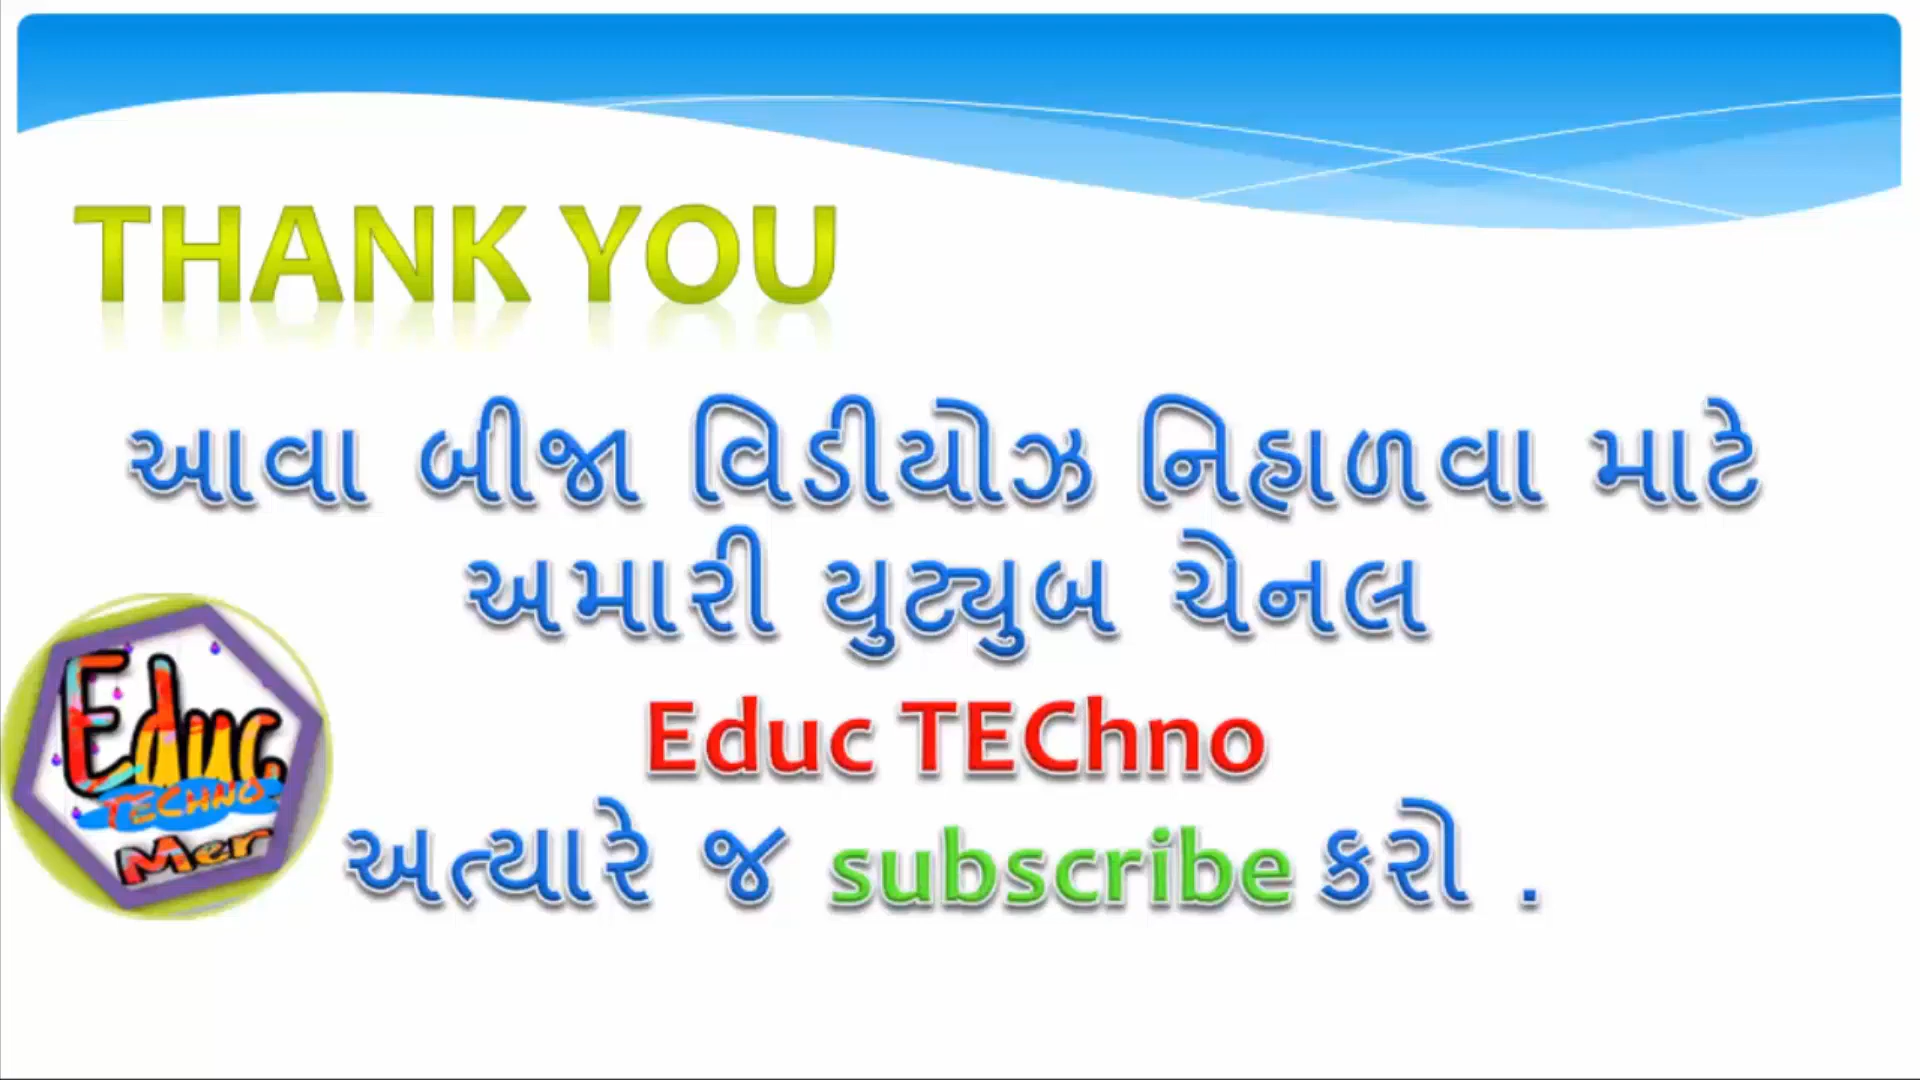 THANK YOU
આવા બીજા વિડીયોઝ નિહાળવા માટે
અમારી યુટ્યુબ ચેનલ
Educ TEChno
અત્યારે જ subscribe કરો .
Educ
TECHNO
Mer